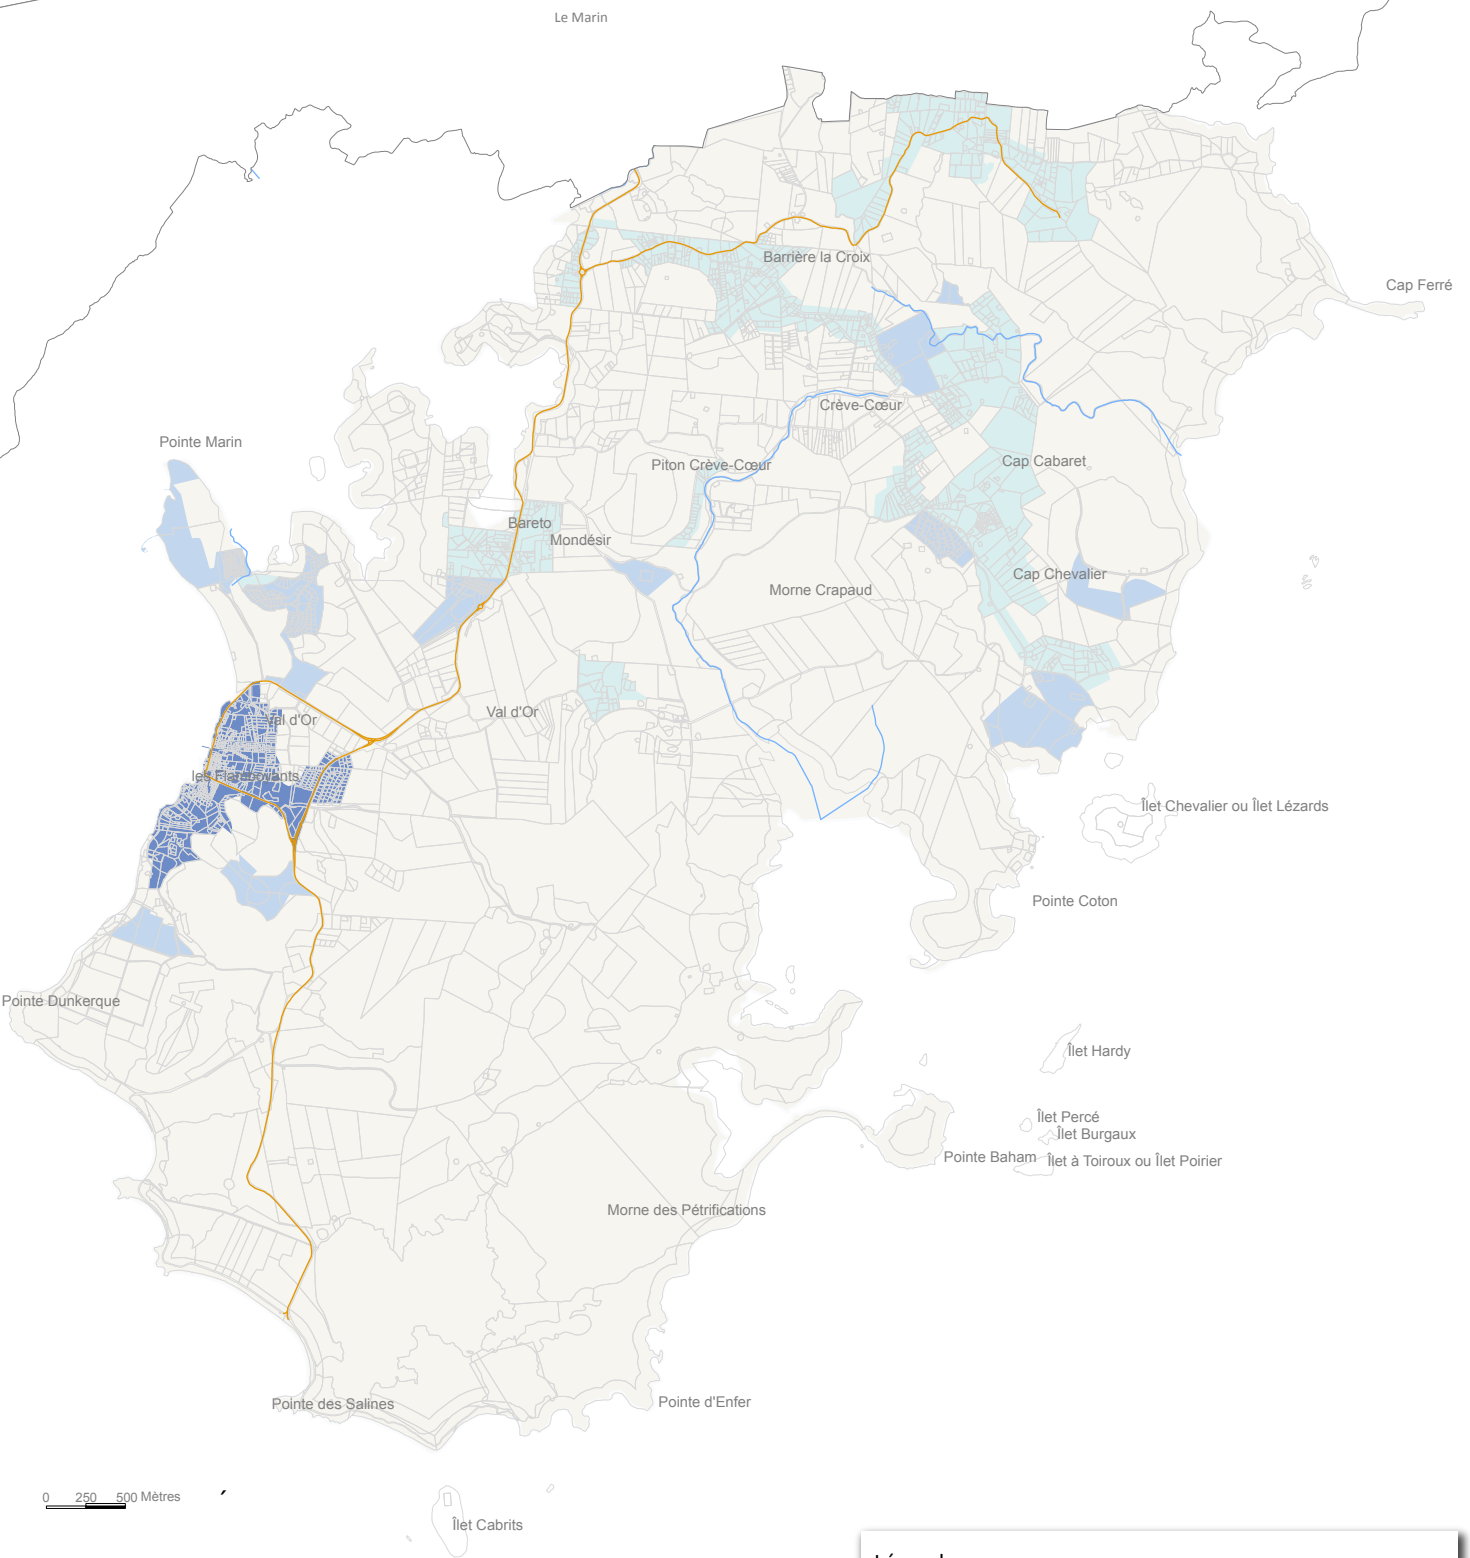 Le Marin
Barrière la Croix
Cap Ferré
Crève-Cœur
Pointe Marin
Piton Crève-Cœur
Cap Cabaret
Bareto
Mondésir
Cap Chevalier
Morne Crapaud
Val d'Or
Val d'Or
les Flamboyants
Îlet Chevalier ou Îlet Lézards
Pointe Coton
Pointe Dunkerque
Îlet Hardy
Îlet Percé
Îlet Burgaux
Pointe Baham
Îlet à Toiroux ou Îlet Poirier
Morne des Pétrifications
Pointe des Salines
Pointe d'Enfer
0 250 500 Mètres
Îlet Cabrits